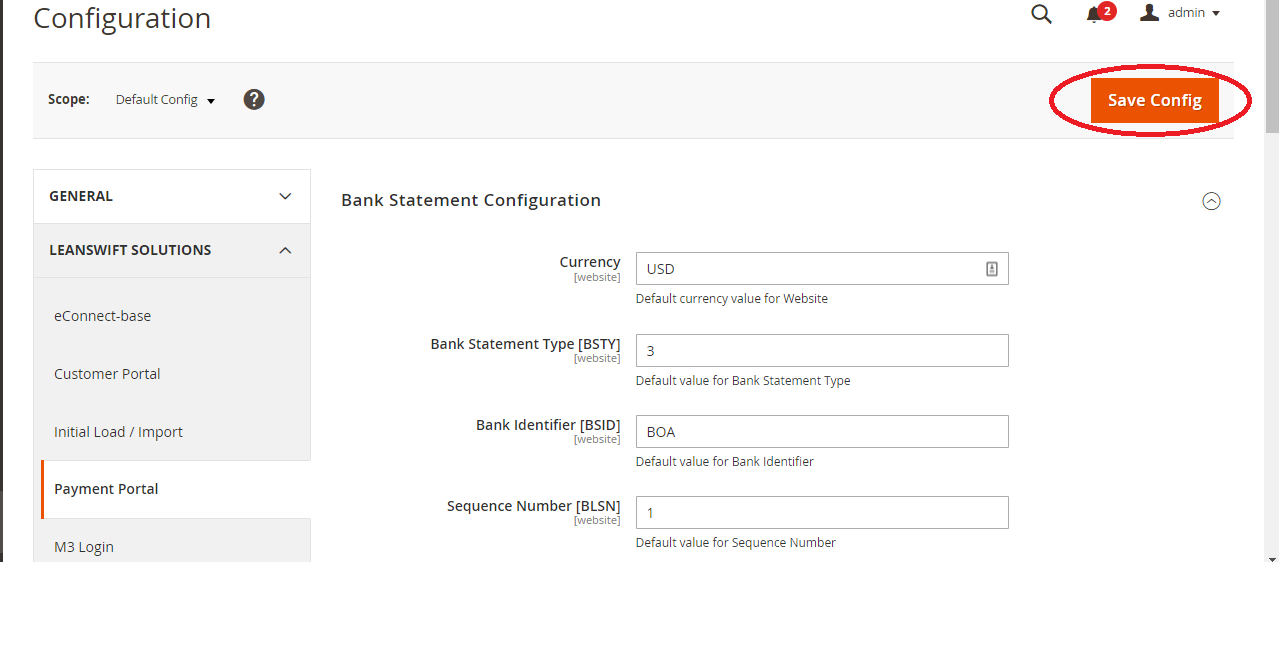 Configuration
2
admin
Scope: Default Config ?
Save Config
GENERAL
LEANSWIFT SOLUTIONS
eConnect-base
Customer Portal
Initial Load / Import
Payment Portal
M3 Login
Bank Statement Configuration
Currency
[website]
USD
Default currency value for Website
Bank Statement Type [BSTY]
[website]
3
Default value for Bank Statement Type
Bank Identifier [BSID]
[website]
BOA
Default value for Bank Identifier
Sequence Number [BLSN]
[website]
1
Default value for Sequence Number